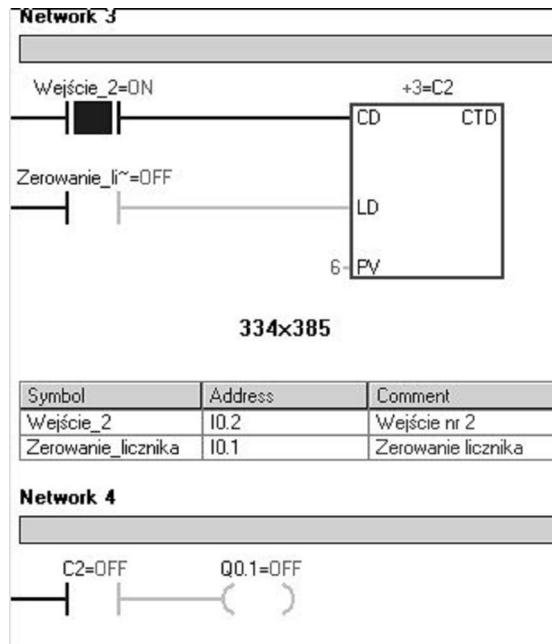 Network 3
Wejście_2=ON
+3=C2
CD CTD
Zerowanie_li~=OFF
LD
6 PV
334x385
Symbol Address Comment
Wejście_2 I0.2 Wejście nr 2
Zerowanie_licznika I0.1 Zerowanie licznika
Network 4
C2=OFF Q0.1=OFF